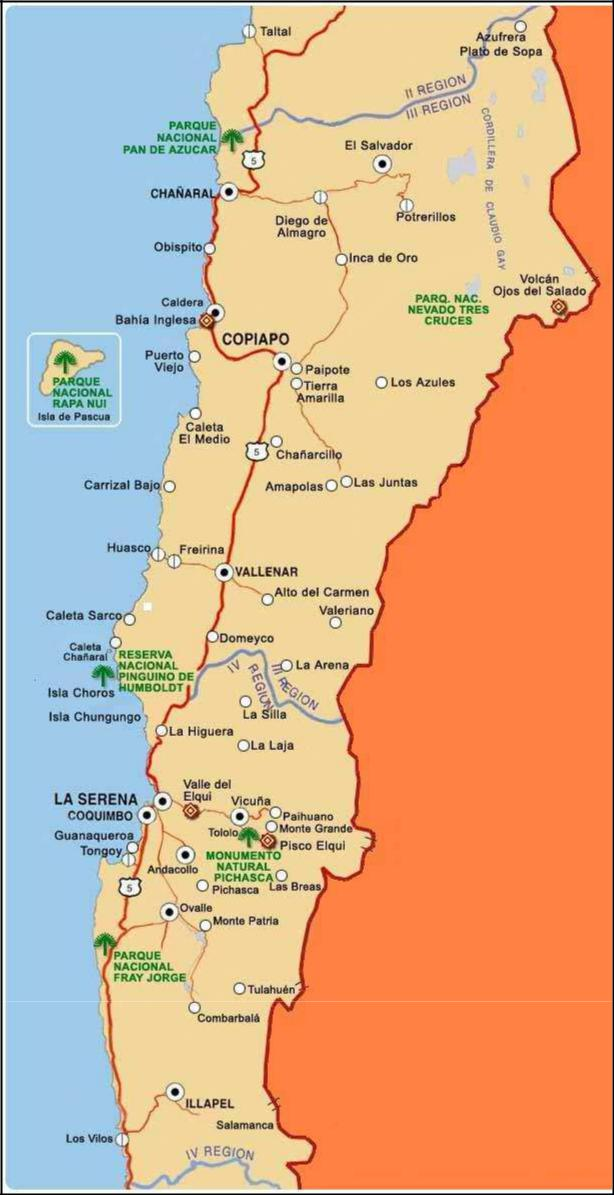 Taltal
Azufrera
Plato de Sopa
II REGION
III REGION
PARQUE
NACIONAL
PAN DE AZUCAR
5
CORDILLERA DE CLAUDIO GAY
El Salvador
CHAÑARAL
Diego de
Almagro
Potrerillos
Obispito
Inca de Oro
Volcán
Ojos del Salado
PARQ. NAC.
NEVADO TRES
CRUCES
Caldera
Bahía Inglesa
COPIAPO
Puerto
Viejo
Paipote
Tierra
Amarilla
Los Azules
PARQUE
NACIONAL
RAPA NUI
Isla de Pascua
Caleta
El Medio
5
Chañarcillo
Carrizal Bajo
Amapolas
Las Juntas
Huasco
Freirina
VALLENAR
Alto del Carmen
Valeriano
Caleta Sarco
Domeyco
Caleta
Chañaral
RESERVA
NACIONAL
PINGUINO DE
HUMBOLDT
IV REGION
III REGION
La Arena
Isla Choros
La Silla
Isla Chungungo
La Higuera
La Laja
LA SERENA
COQUIMBO
Valle del
Elqui
Vicuña
Paihuano
Tololo
Monte Grande
Pisco Elqui
Guanaqueroa
Tongoy
MONUMENTO
NATURAL
PICHASCA
Andacollo
5
Pichasca
Las Breas
Ovalle
Monte Patria
PARQUE
NACIONAL
FRAY JORGE
Tulahuén
Combarbalá
ILLAPEL
Salamanca
Los Vilos
IV REGION